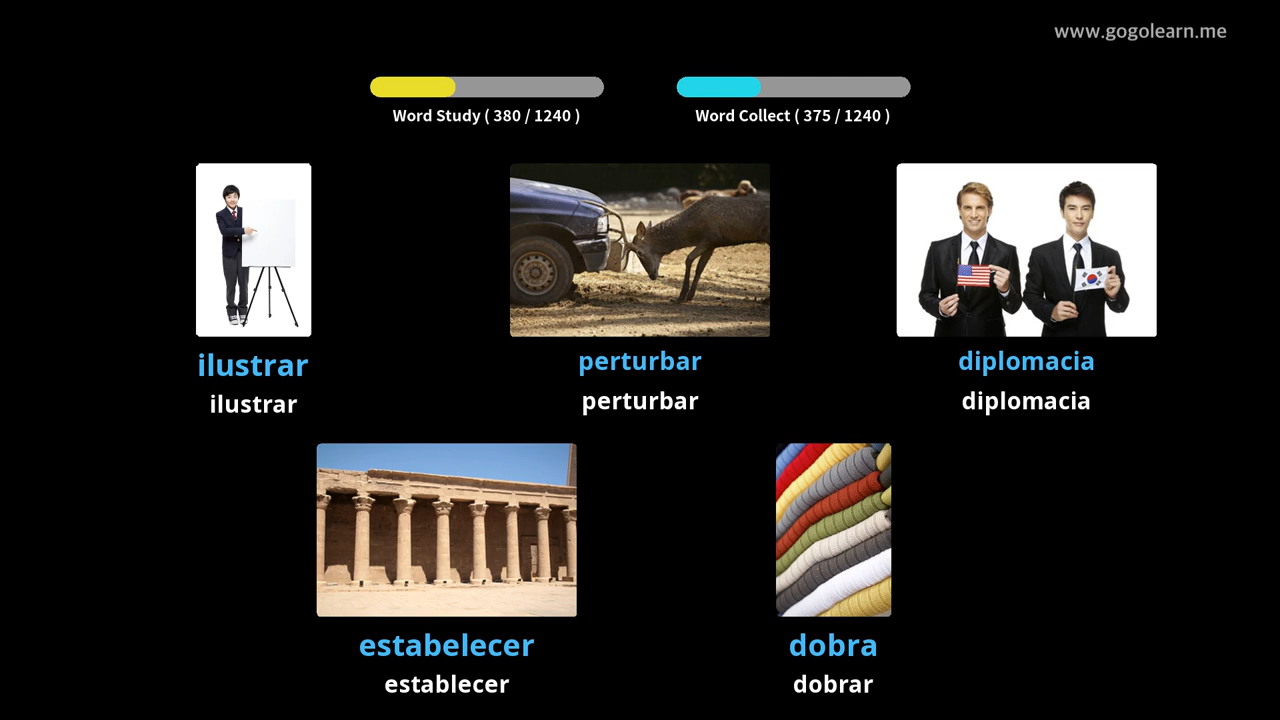 www.gogolearn.me
Word Study ( 380 / 1240 )
Word Collect ( 375 / 1240 )
ilustrar
ilustrar
perturbar
perturbar
diplomacia
diplomacia
estabelecer
establecer
dobra
dobrar